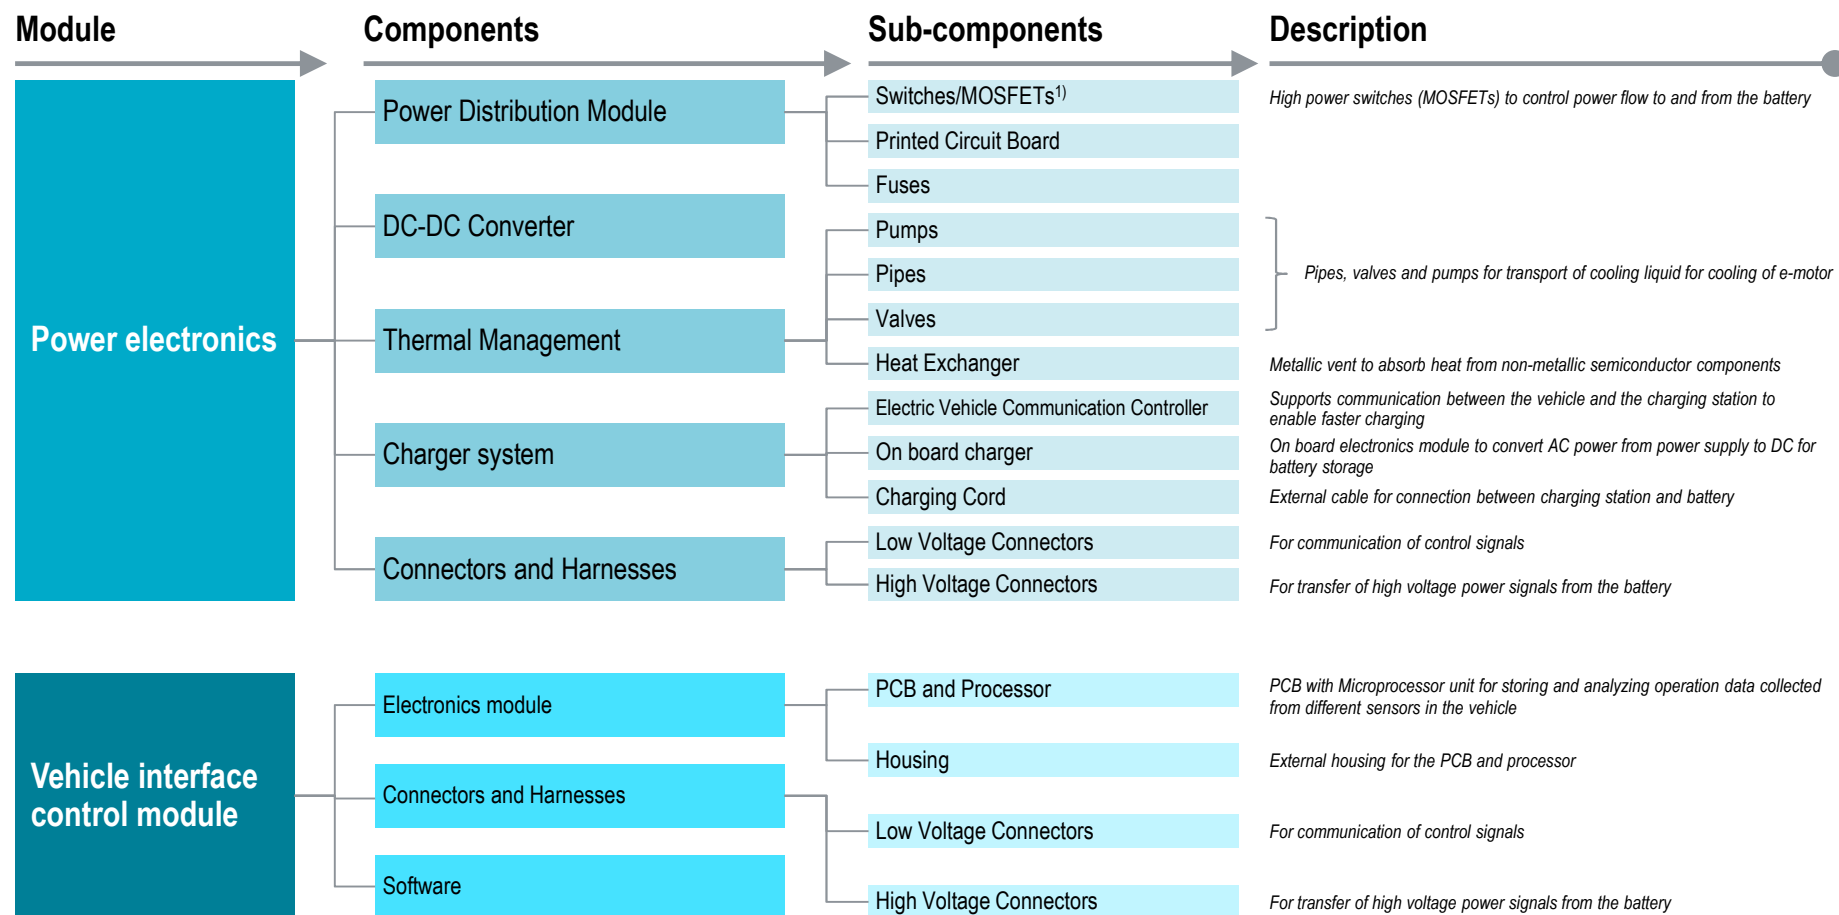 Module
Components
Sub-components
Description
Power electronics
Power Distribution Module
Switches/MOSFETs1)
High power switches (MOSFETs) to control power flow to and from the battery
Printed Circuit Board
Fuses
DC-DC Converter
Thermal Management
Pumps
Pipes
Valves
Pipes, valves and pumps for transport of cooling liquid for cooling of e-motor
Heat Exchanger
Metallic vent to absorb heat from non-metallic semiconductor components
Charger system
Electric Vehicle Communication Controller
Supports communication between the vehicle and the charging station to
enable faster charging
On board charger
On board electronics module to convert AC power from power supply to DC for
battery storage
Charging Cord
External cable for connection between charging station and battery
Connectors and Harnesses
Low Voltage Connectors
For communication of control signals
High Voltage Connectors
For transfer of high voltage power signals from the battery
Vehicle interface
control module
Electronics module
PCB and Processor
PCB with Microprocessor unit for storing and analyzing operation data collected
from different sensors in the vehicle
Housing
External housing for the PCB and processor
Connectors and Harnesses
Low Voltage Connectors
For communication of control signals
High Voltage Connectors
For transfer of high voltage power signals from the battery
Software